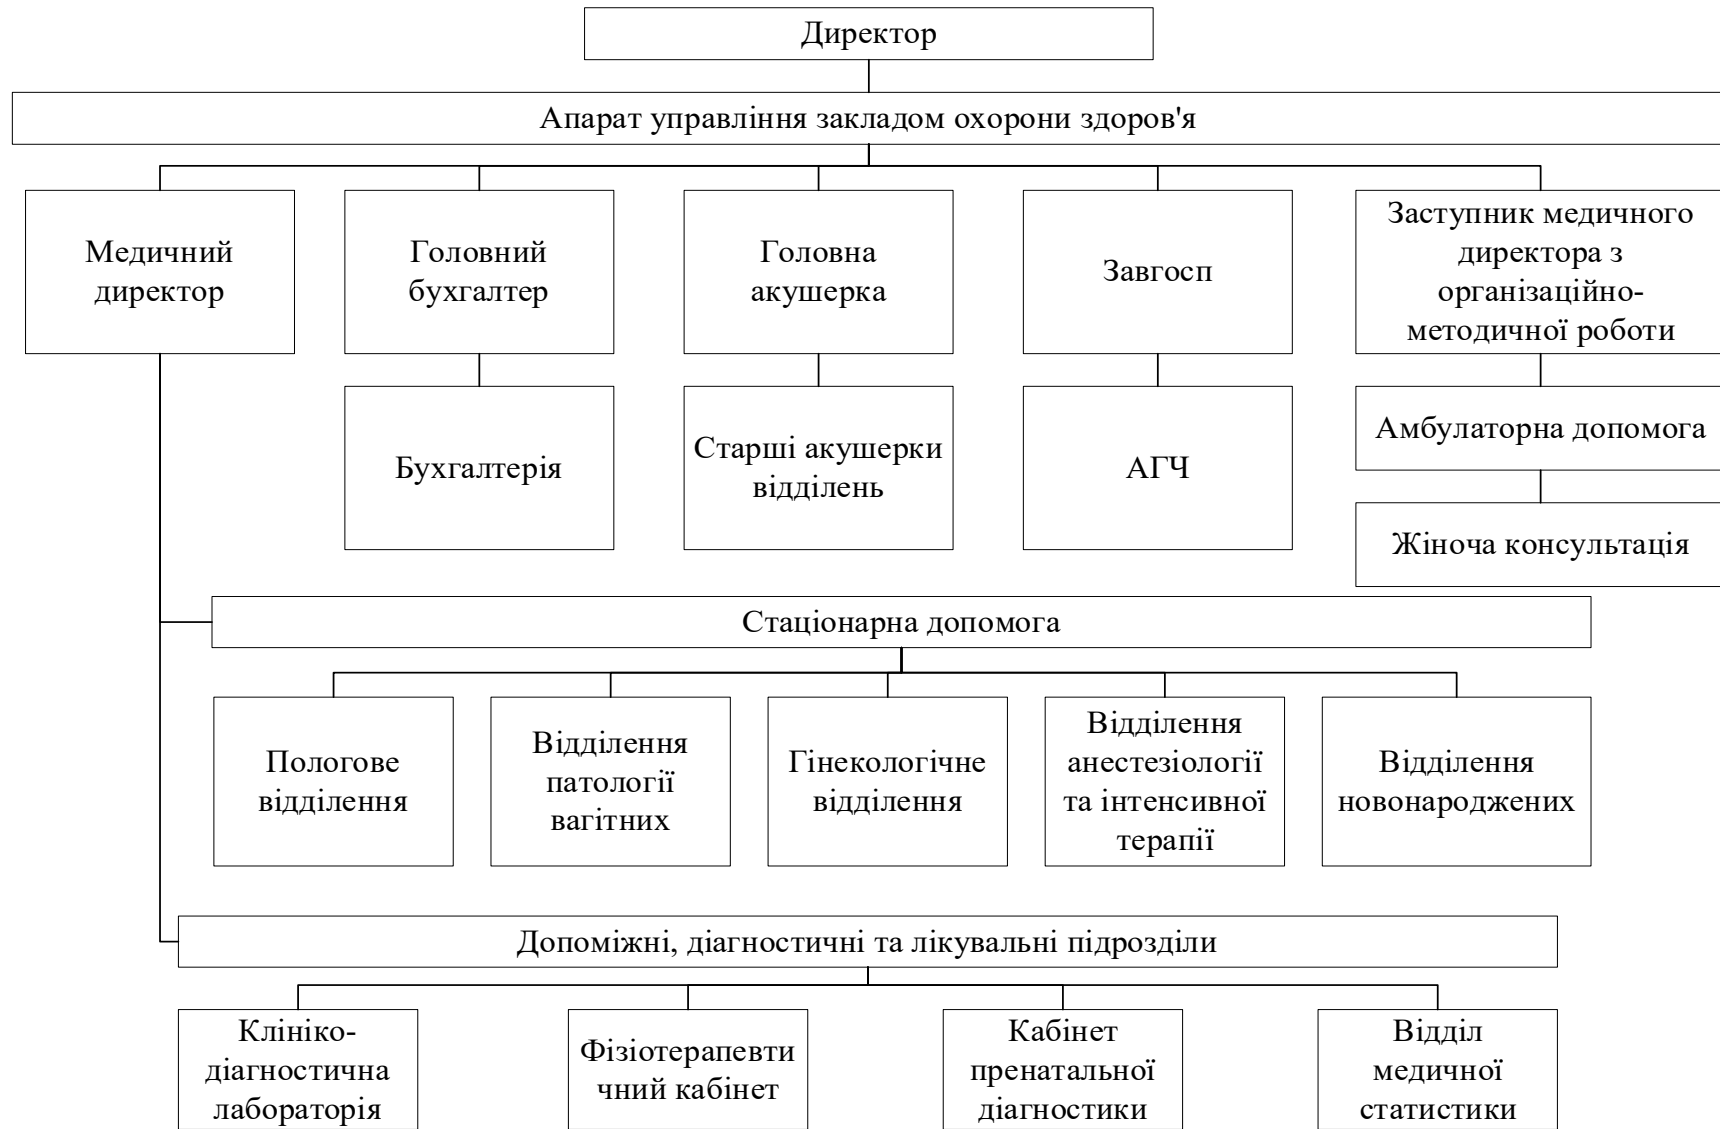 Директор
Апарат управління закладом охорони здоров'я
Медичний
директор
Головний
бухгалтер
Головна
акушерка
Завгосп
Заступник медичного
директора з
організаційно-
методичної роботи
Бухгалтерія
Старші акушерки
відділень
АГЧ
Амбулаторна допомога
Жіноча консультація
Стаціонарна допомога
Пологове
відділення
Відділення
патології
вагітних
Гінекологічне
відділення
Відділення
анестезіології
та інтенсивної
терапії
Відділення
новонароджених
Допоміжні, діагностичні та лікувальні підрозділи
Клініко-
діагностична
лабораторія
Фізіотерапевти
чний кабінет
Кабінет
пренатальної
діагностики
Відділ
медичної
статистики